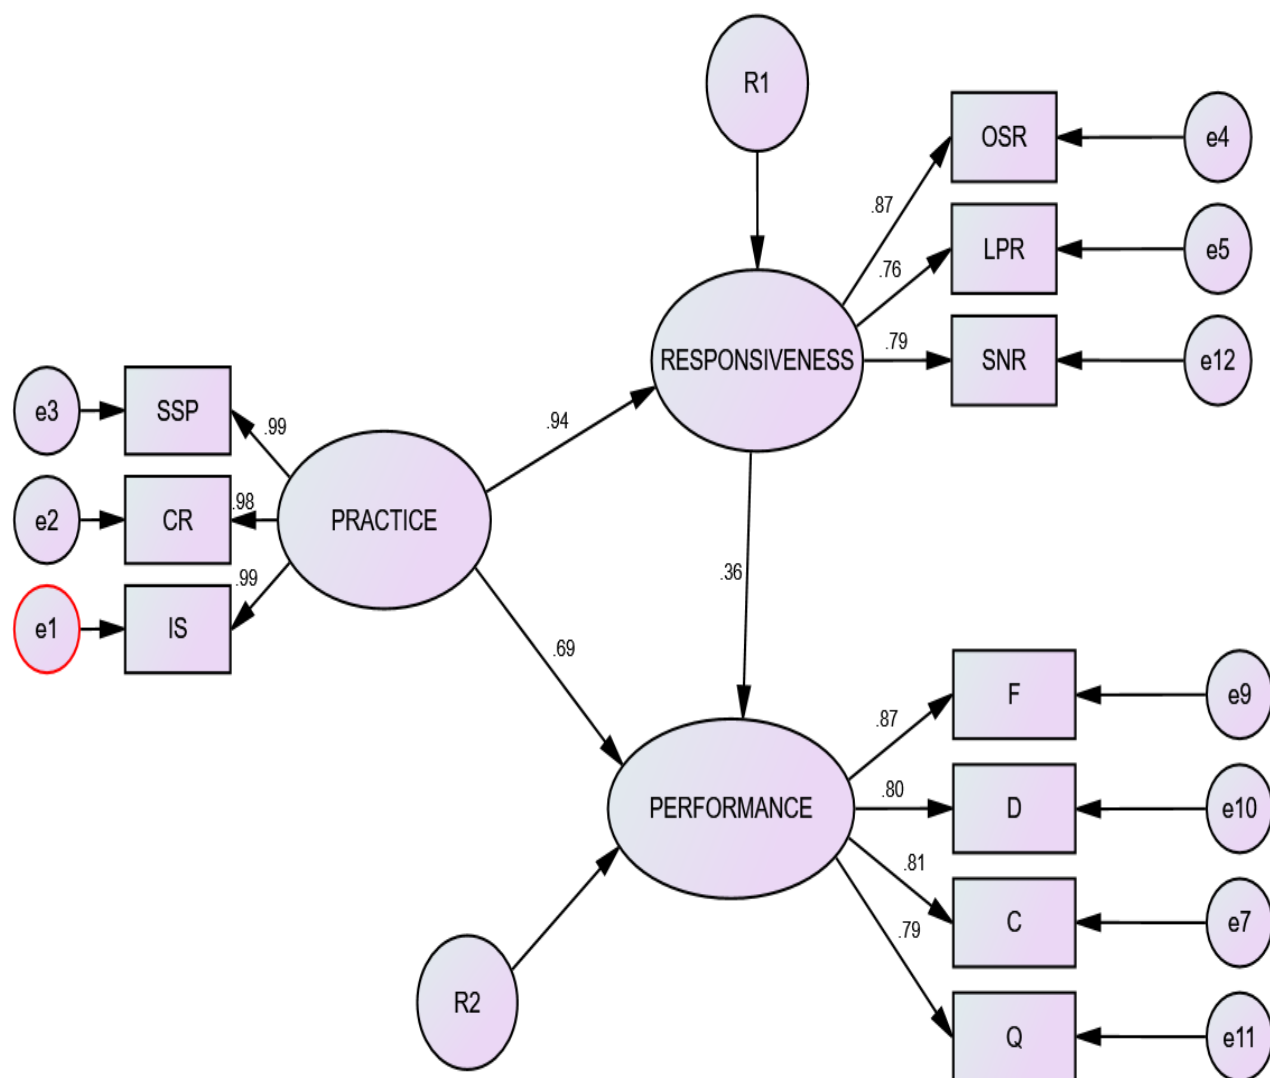 R1
OSR
e4
.87
LPR
e5
.76
RESPONSIVENESS
.79
SNR
e12
e3
SSP
.99
.94
e2
CR
.98
PRACTICE
e1
IS
.99
.36
.69
F
e9
.87
PERFORMANCE
.80
D
e10
.81
C
e7
.79
R2
Q
e11